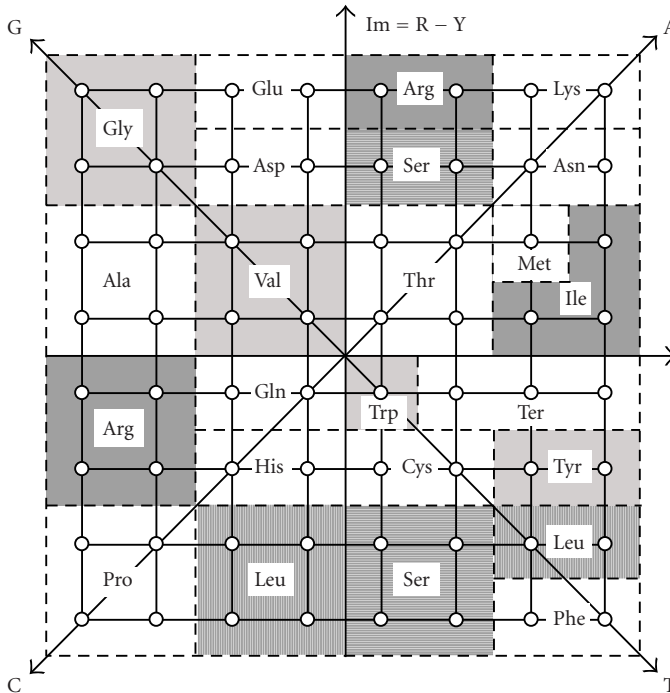 G
Im = R − Y
A
Glu
Arg
Lys
Gly
Asp
Ser
Asn
Ala
Val
Thr
Met
Ile
Gln
Trp
Ter
Arg
His
Cys
Tyr
Leu
Pro
Leu
Ser
Phe
C
T